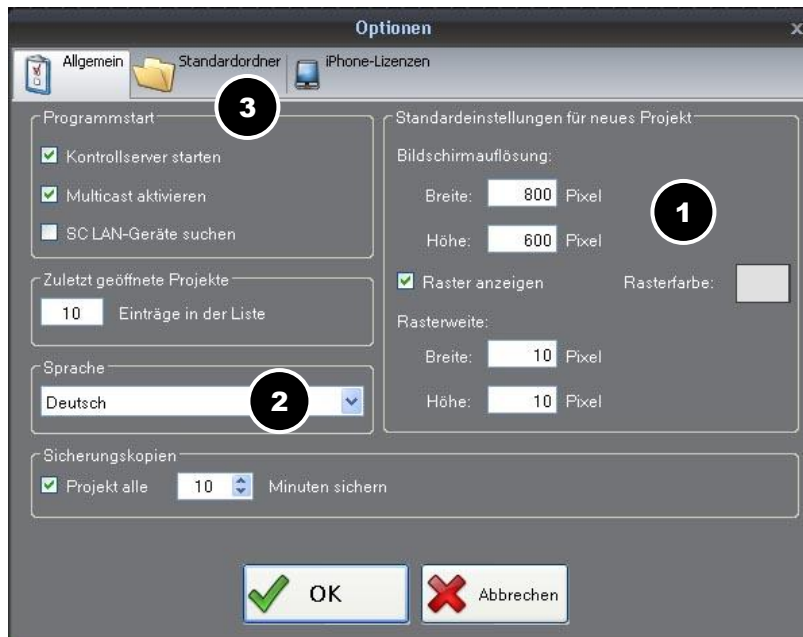 Optionen
x
Allgemein
Standardordner
iPhone-Lizenzen
3
Programmstart
Kontrollserver starten
Multicast aktivieren
SC LAN-Geräte suchen
Zuletzt geöffnete Projekte
10 Einträge in der Liste
Sprache
Deutsch
2
Standardeinstellungen für neues Projekt
Bildschirmauflösung:
Breite: 800 Pixel
1
Höhe: 600 Pixel
Raster anzeigen Rasterfarbe:
Rasterweite:
Breite: 10 Pixel
Höhe: 10 Pixel
Sicherungskopien
Projekt alle 10 Minuten sichern
OK
Abbrechen